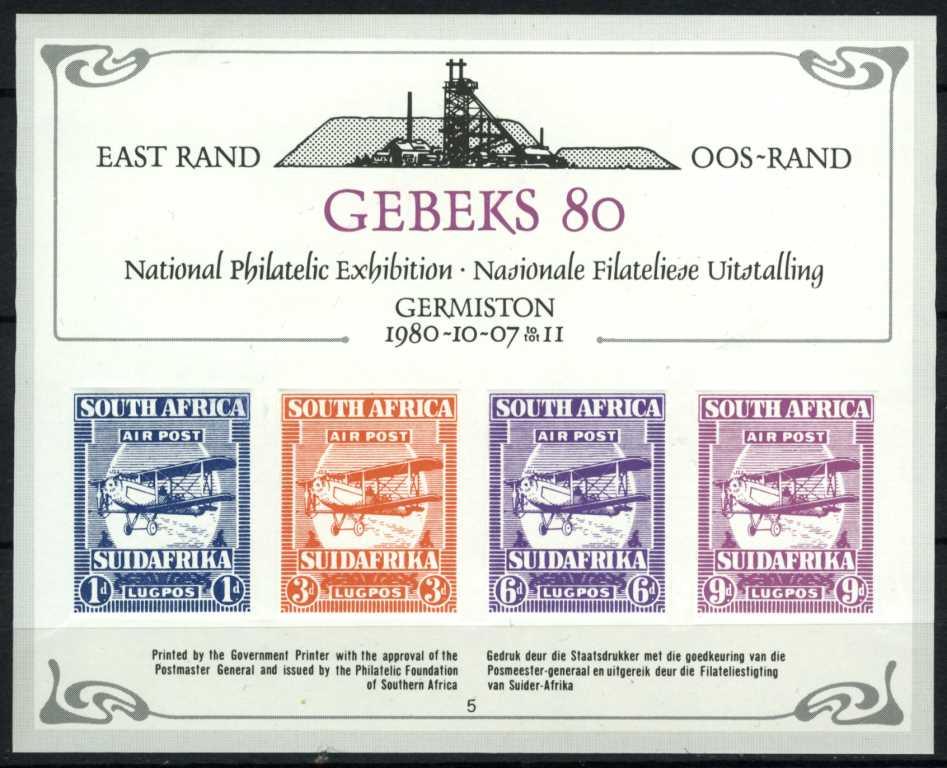 EAST RAND OOS-RAND
GEBEKS 80
National Philatelic Exhibition · Nasionale Filateliese Uitstalling
GERMISTON
1980-10-07 to tot 11
SOUTH AFRICA
AIR POST
SUIDAFRIKA
1d LUGPOS 1d
SOUTH AFRICA
AIR POST
SUIDAFRIKA
3d LUGPOS 3d
SOUTH AFRICA
AIR POST
SUIDAFRIKA
6d LUGPOS 6d
SOUTH AFRICA
AIR POST
SUIDAFRIKA
9d LUGPOS 9d
Printed by the Government Printer with the approval of the
Postmaster General and issued by the Philatelic Foundation
of Southern Africa
Gedruk deur die Staatsdrukker met die goedkeuring van die
Posmeester-generaal en uitgereik deur die Filateliestigting
van Suider-Afrika
5